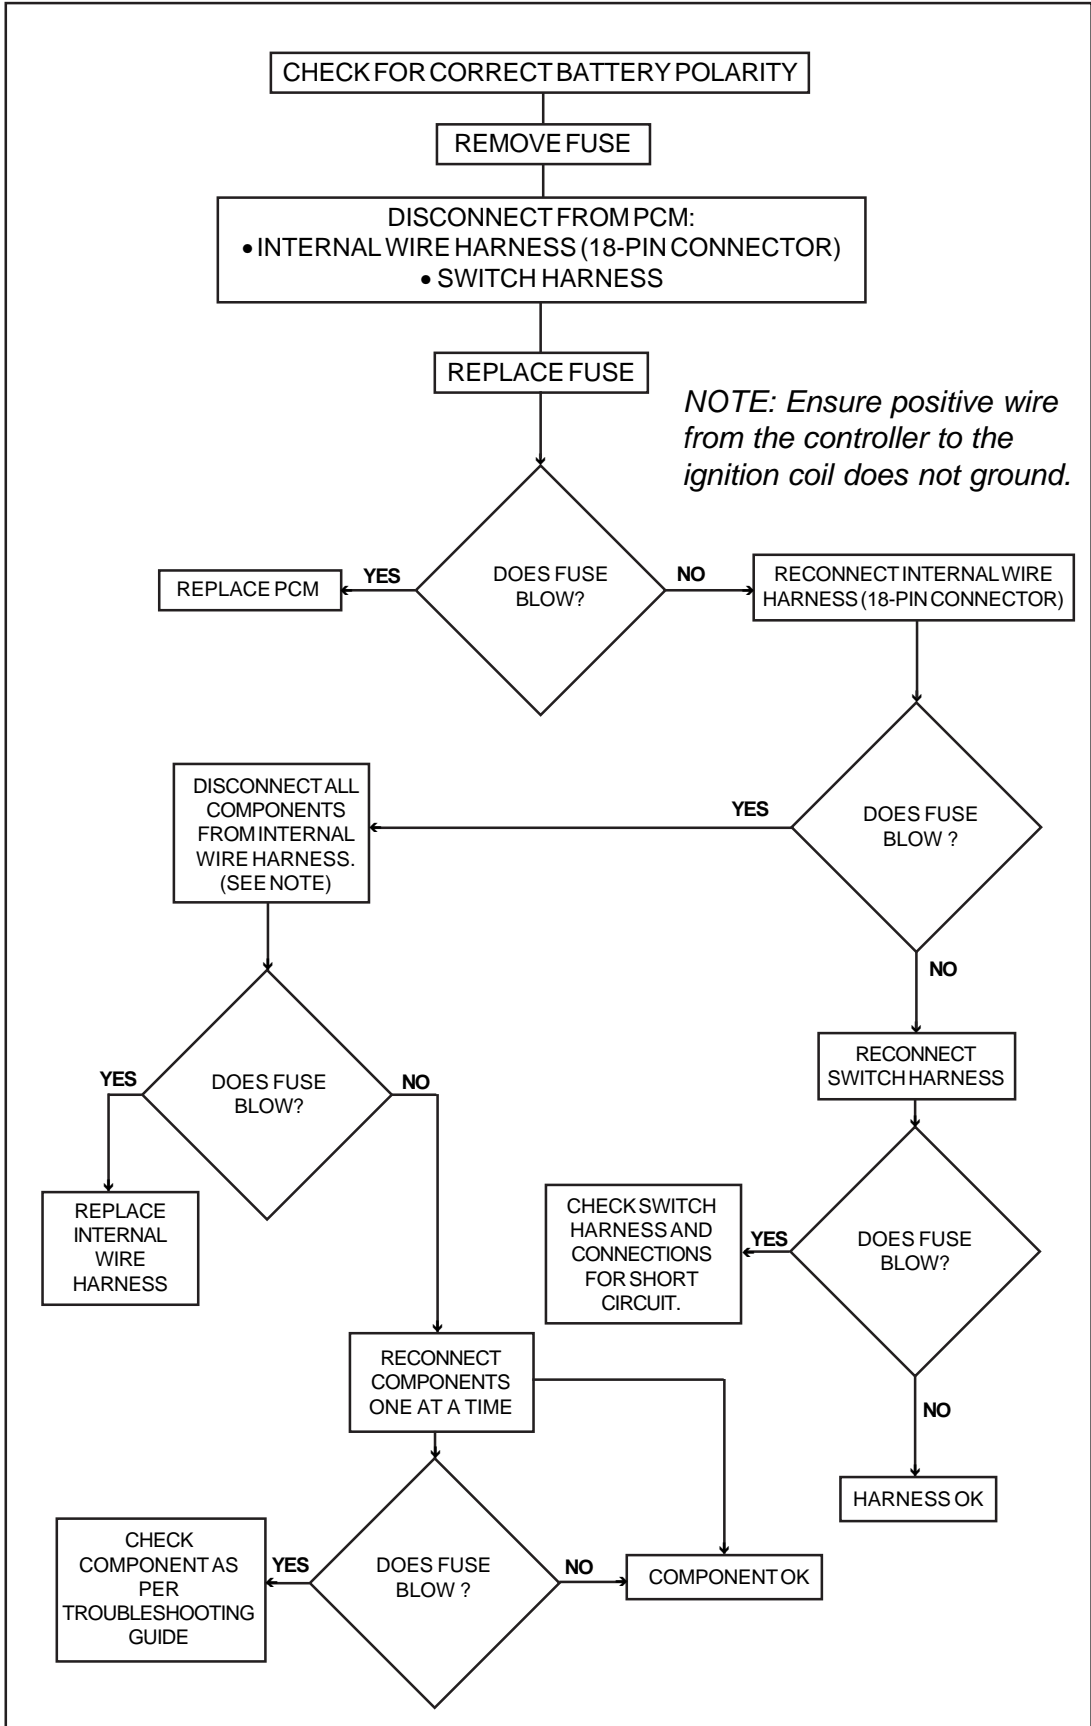 CHECK FOR CORRECT BATTERY POLARITY
REMOVE FUSE
DISCONNECT FROM PCM:
• INTERNAL WIRE HARNESS (18-PIN CONNECTOR)
• SWITCH HARNESS
REPLACE FUSE
NOTE: Ensure positive wire
from the controller to the
ignition coil does not ground.
DOES FUSE
BLOW?
YES
REPLACE PCM
NO
RECONNECT INTERNAL WIRE
HARNESS (18-PIN CONNECTOR)
DOES FUSE
BLOW ?
YES
DISCONNECT ALL
COMPONENTS
FROM INTERNAL
WIRE HARNESS.
(SEE NOTE)
NO
RECONNECT
SWITCH HARNESS
DOES FUSE
BLOW?
YES
REPLACE
INTERNAL
WIRE
HARNESS
NO
RECONNECT
COMPONENTS
ONE AT A TIME
DOES FUSE
BLOW?
YES
CHECK SWITCH
HARNESS AND
CONNECTIONS
FOR SHORT
CIRCUIT.
NO
HARNESS OK
DOES FUSE
BLOW ?
YES
CHECK
COMPONENT AS
PER
TROUBLESHOOTING
GUIDE
NO
COMPONENT OK